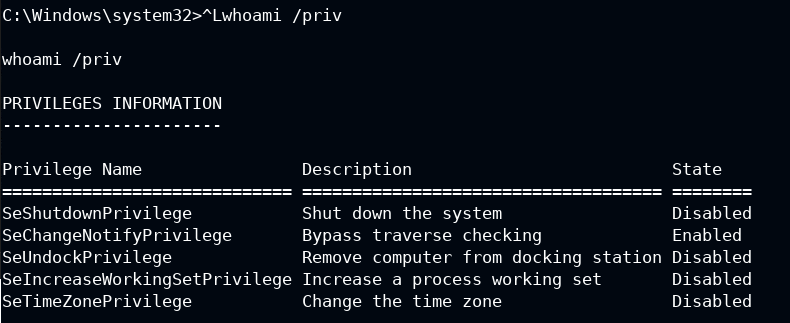 C:\Windows\system32>^Lwhoami /priv
whoami /priv
PRIVILEGES INFORMATION
----------------------
Privilege Name                Description                          State
============================= ==================================== ========
SeShutdownPrivilege           Shut down the system                 Disabled
SeChangeNotifyPrivilege       Bypass traverse checking             Enabled
SeUndockPrivilege             Remove computer from docking station Disabled
SeIncreaseWorkingSetPrivilege Increase a process working set       Disabled
SeTimeZonePrivilege           Change the time zone                 Disabled